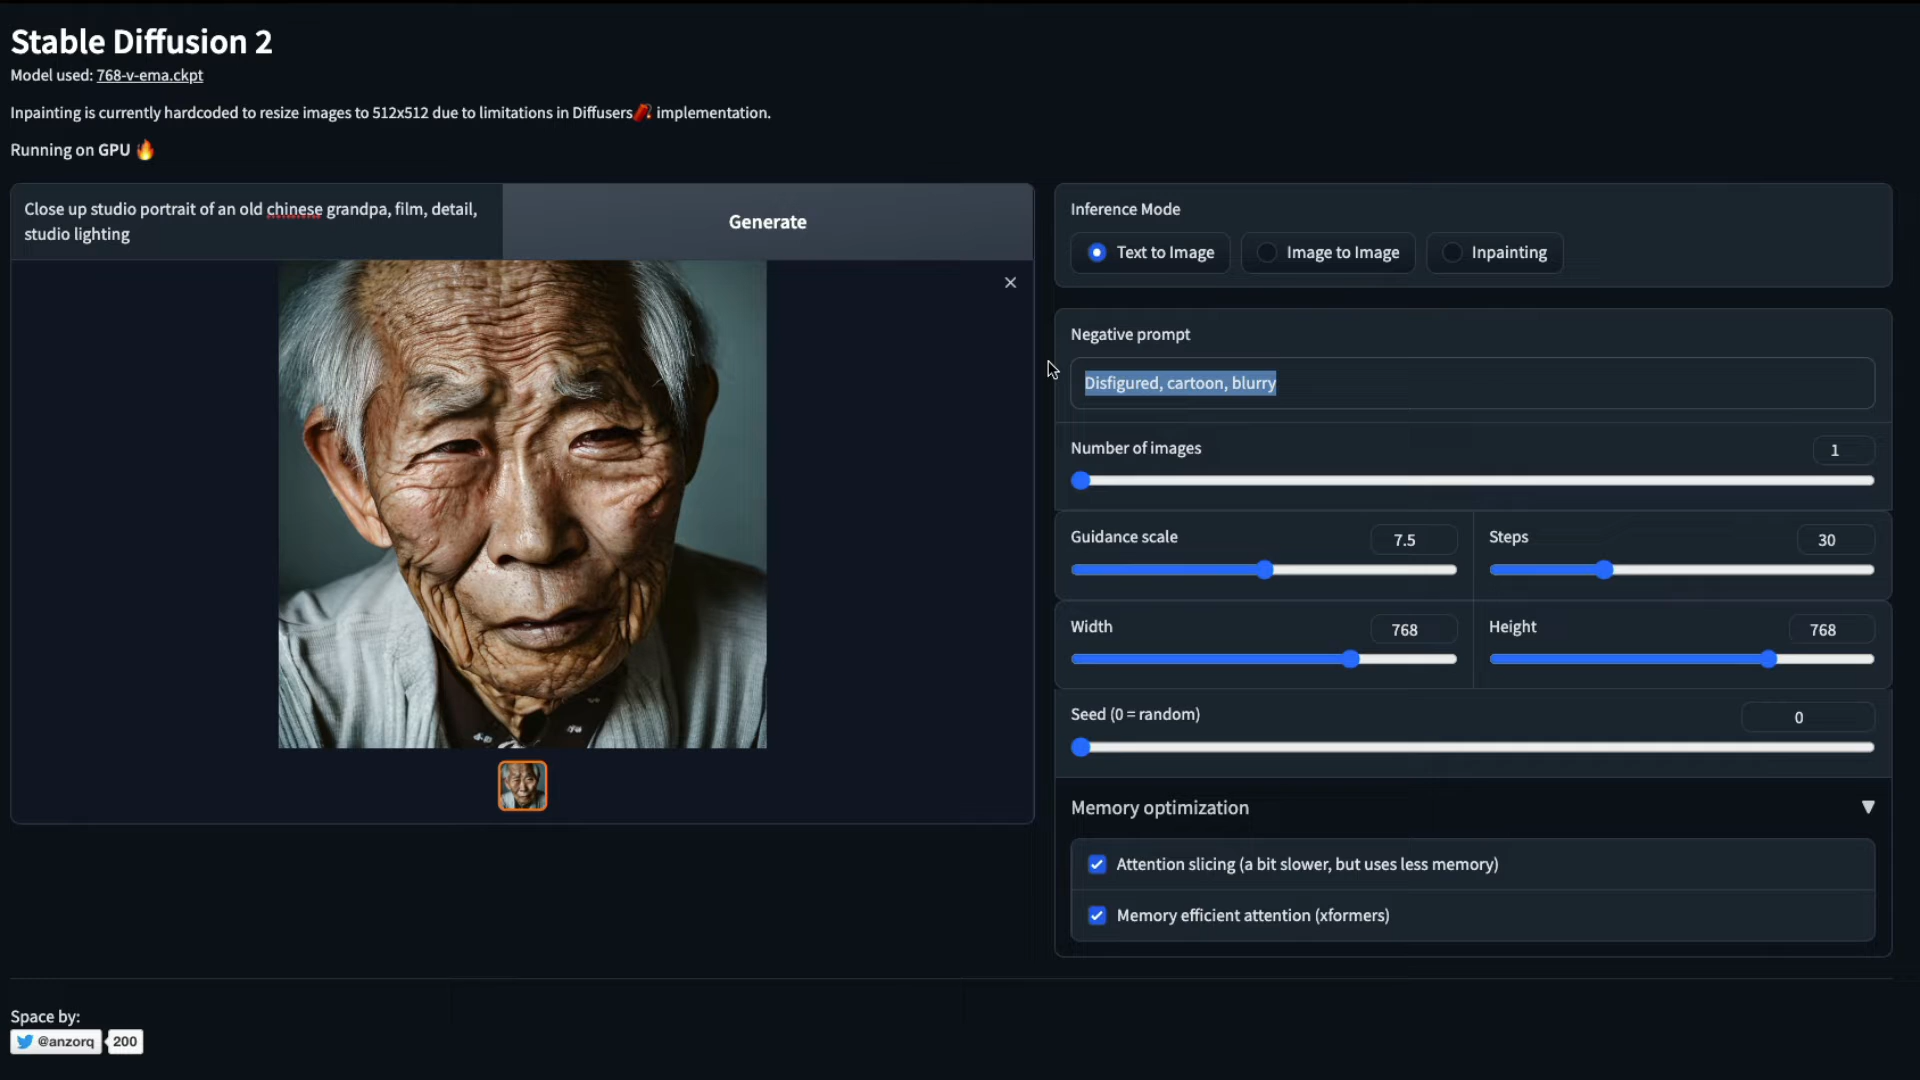 Stable Diffusion 2
Model used: 768-v-ema.ckpt
Inpainting is currently hardcoded to resize images to 512x512 due to limitations in Diffusers🧨 implementation.
Running on GPU 🔥
Close up studio portrait of an old chinese grandpa, film, detail,
studio lighting
Generate
Inference Mode
Text to Image
Image to Image
Inpainting
Negative prompt
Disfigured, cartoon, blurry
Number of images
1
Guidance scale
7.5
Steps
30
Width
768
Height
768
Seed (0 = random)
0
Memory optimization
Attention slicing (a bit slower, but uses less memory)
Memory efficient attention (xformers)
Space by:
@anzorq 200